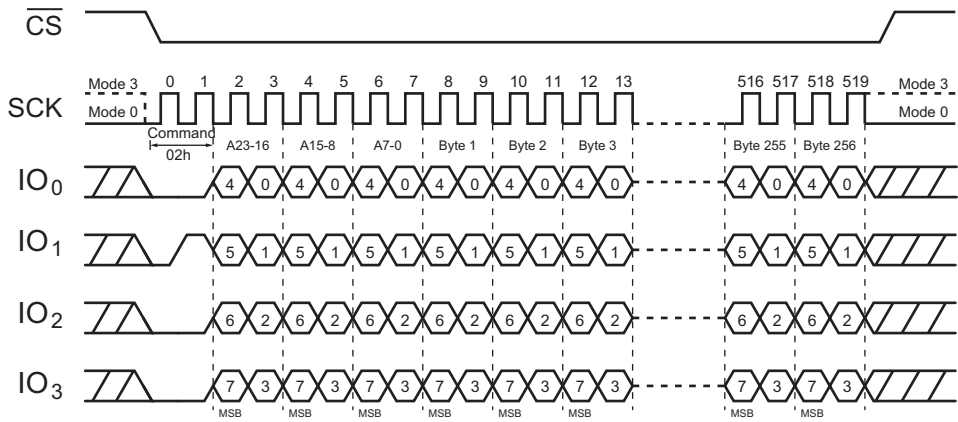 CS
0 1 2 3 4 5 6 7 8 9 10 11 12 13 516 517 518 519
Mode 3 Mode 3
SCK
Mode 0 Mode 0
Command
02h A23-16 A15-8 A7-0 Byte 1 Byte 2 Byte 3 Byte 255 Byte 256
IO0 4 0 4 0 4 0 4 0 4 0 4 0 4 0 4 0
IO1 5 1 5 1 5 1 5 1 5 1 5 1 5 1 5 1
IO2 6 2 6 2 6 2 6 2 6 2 6 2 6 2 6 2
IO3 7 3 7 3 7 3 7 3 7 3 7 3 7 3 7 3
MSB MSB MSB MSB MSB MSB MSB MSB